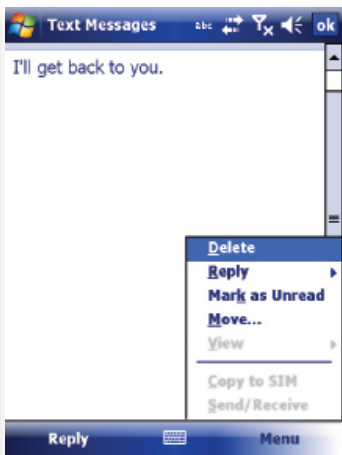 Text Messages abc ok
I'll get back to you.
Delete
Reply
Mark as Unread
Move...
View
Copy to SIM
Send/Receive
Reply Menu